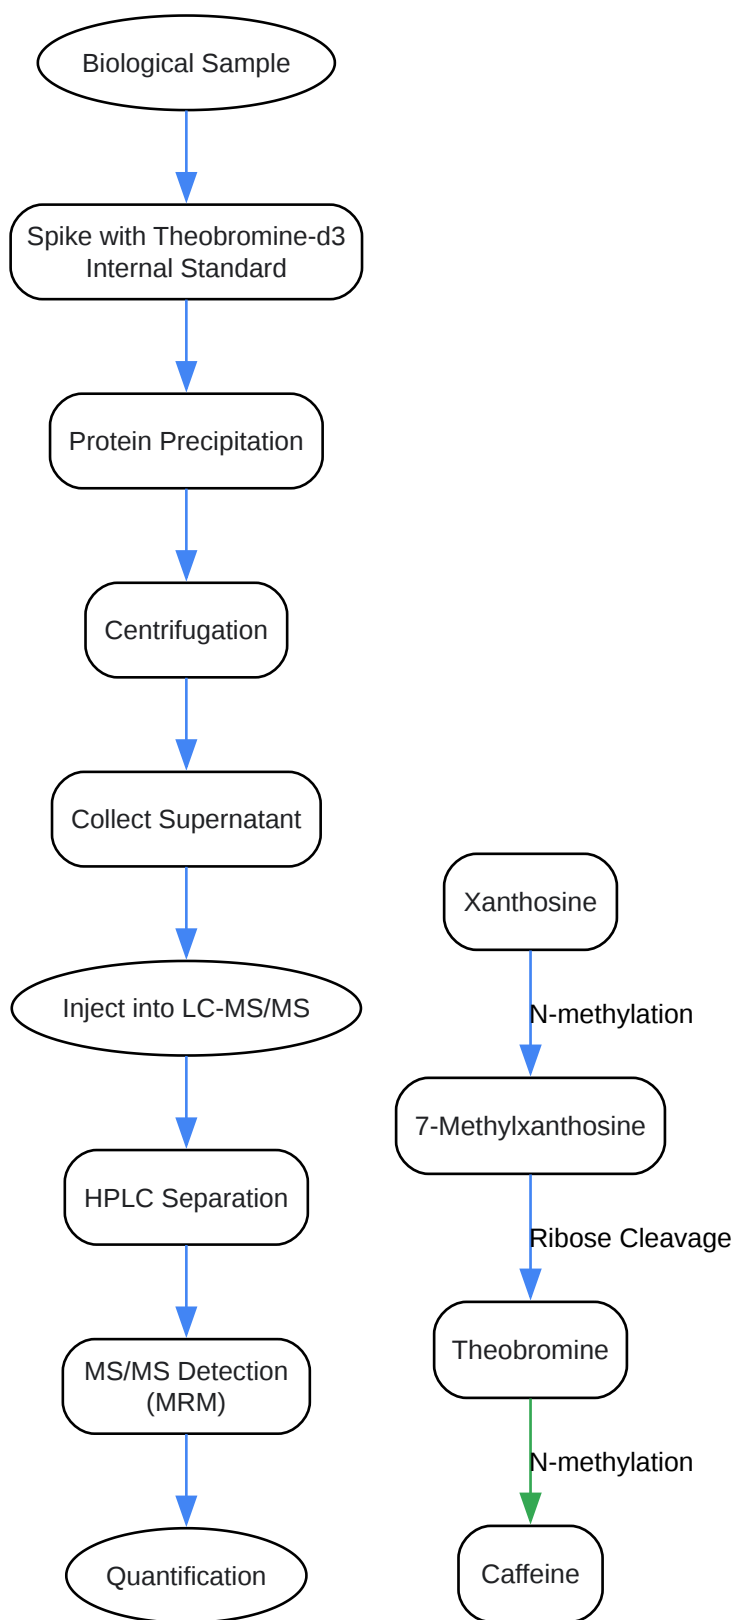 Biological Sample
Spike with Theobromine-d3
Internal Standard
Protein Precipitation
Centrifugation
Collect Supernatant
Inject into LC-MS/MS
HPLC Separation
MS/MS Detection
(MRM)
Quantification
Xanthosine
N-methylation
7-Methylxanthosine
Ribose Cleavage
Theobromine
N-methylation
Caffeine